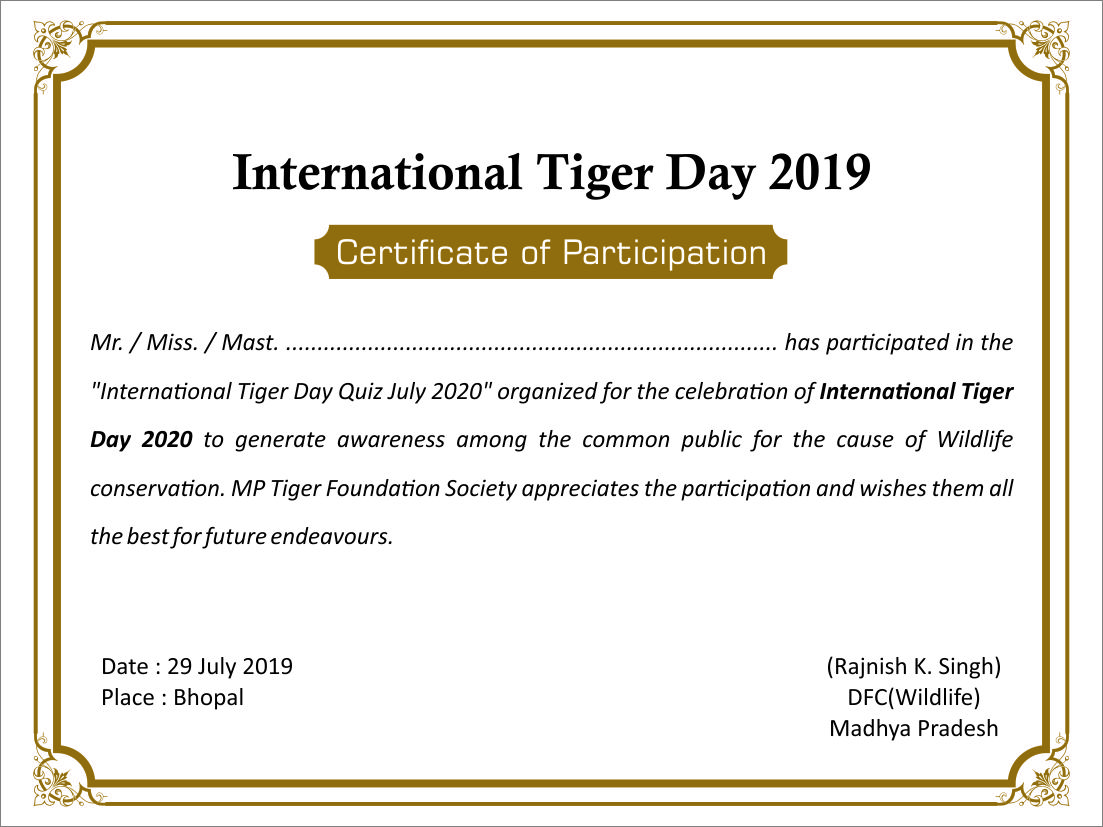 International Tiger Day 2019
Certificate of Participation
Mr. / Miss. / Mast. .............................................................................. has participated in the
"International Tiger Day Quiz July 2020" organized for the celebration of International Tiger
Day 2020 to generate awareness among the common public for the cause of Wildlife
conservation. MP Tiger Foundation Society appreciates the participation and wishes them all
the best for future endeavours.
Date : 29 July 2019
Place : Bhopal
(Rajnish K. Singh)
DFC(Wildlife)
Madhya Pradesh